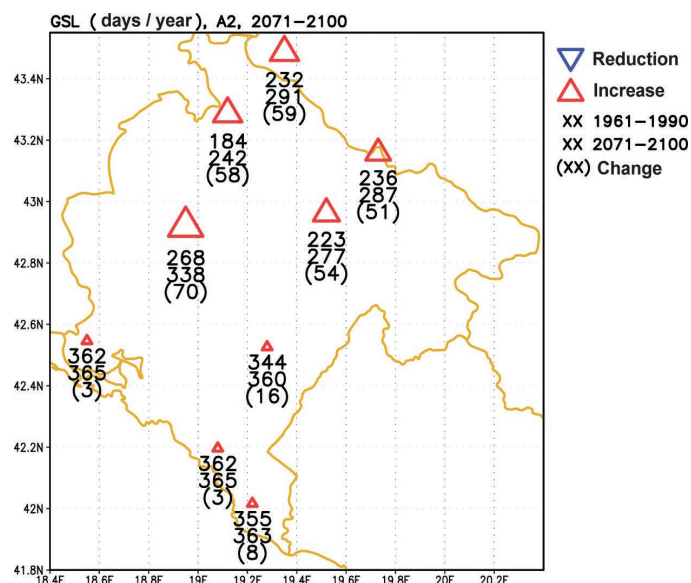 GSL ( days / year), A2, 2071−2100
Reduction
Increase
XX 1961−1990
XX 2071−2100
(XX) Change
43.4N
232
291
(59)
43.2N
184
242
(58)
236
287
(51)
43N
223
277
(54)
42.8N
268
338
(70)
42.6N
362
365
(3)
344
360
(16)
42.4N
42.2N
362
365
(3)
42N
355
363
(8)
41.8N
18.4E 18.6E 18.8E 19E 19.2E 19.4E 19.6E 19.8E 20E 20.2E